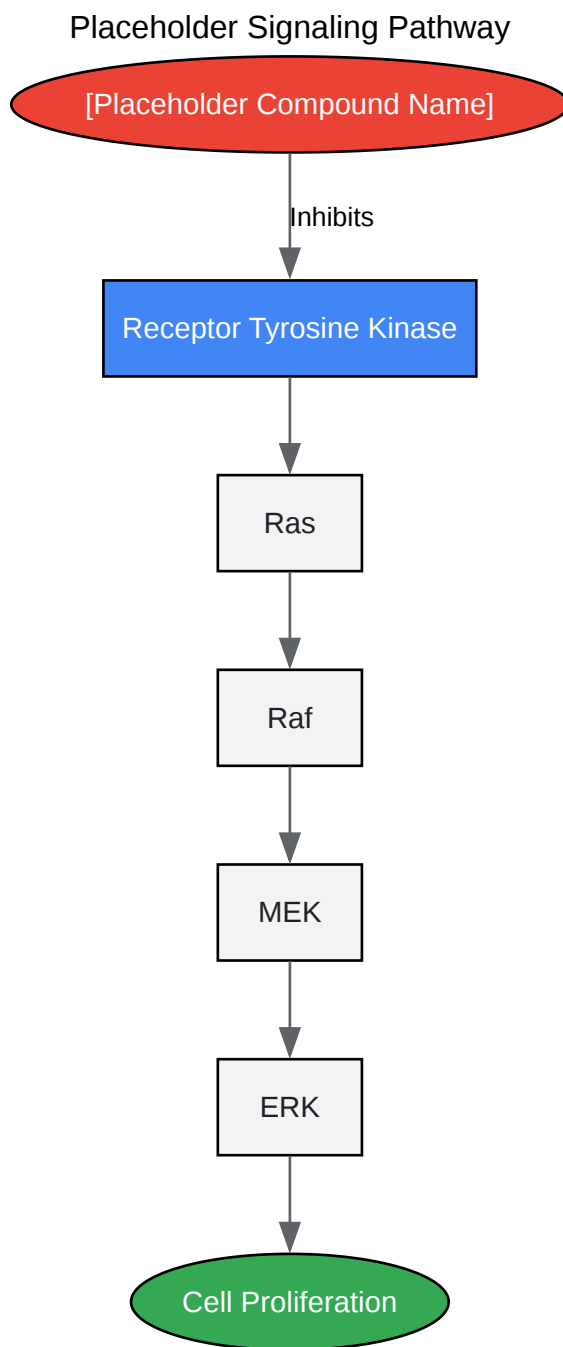 Placeholder Signaling Pathway
[Placeholder Compound Name]
Inhibits
Receptor Tyrosine Kinase
Ras
Raf
MEK
ERK
Cell Proliferation